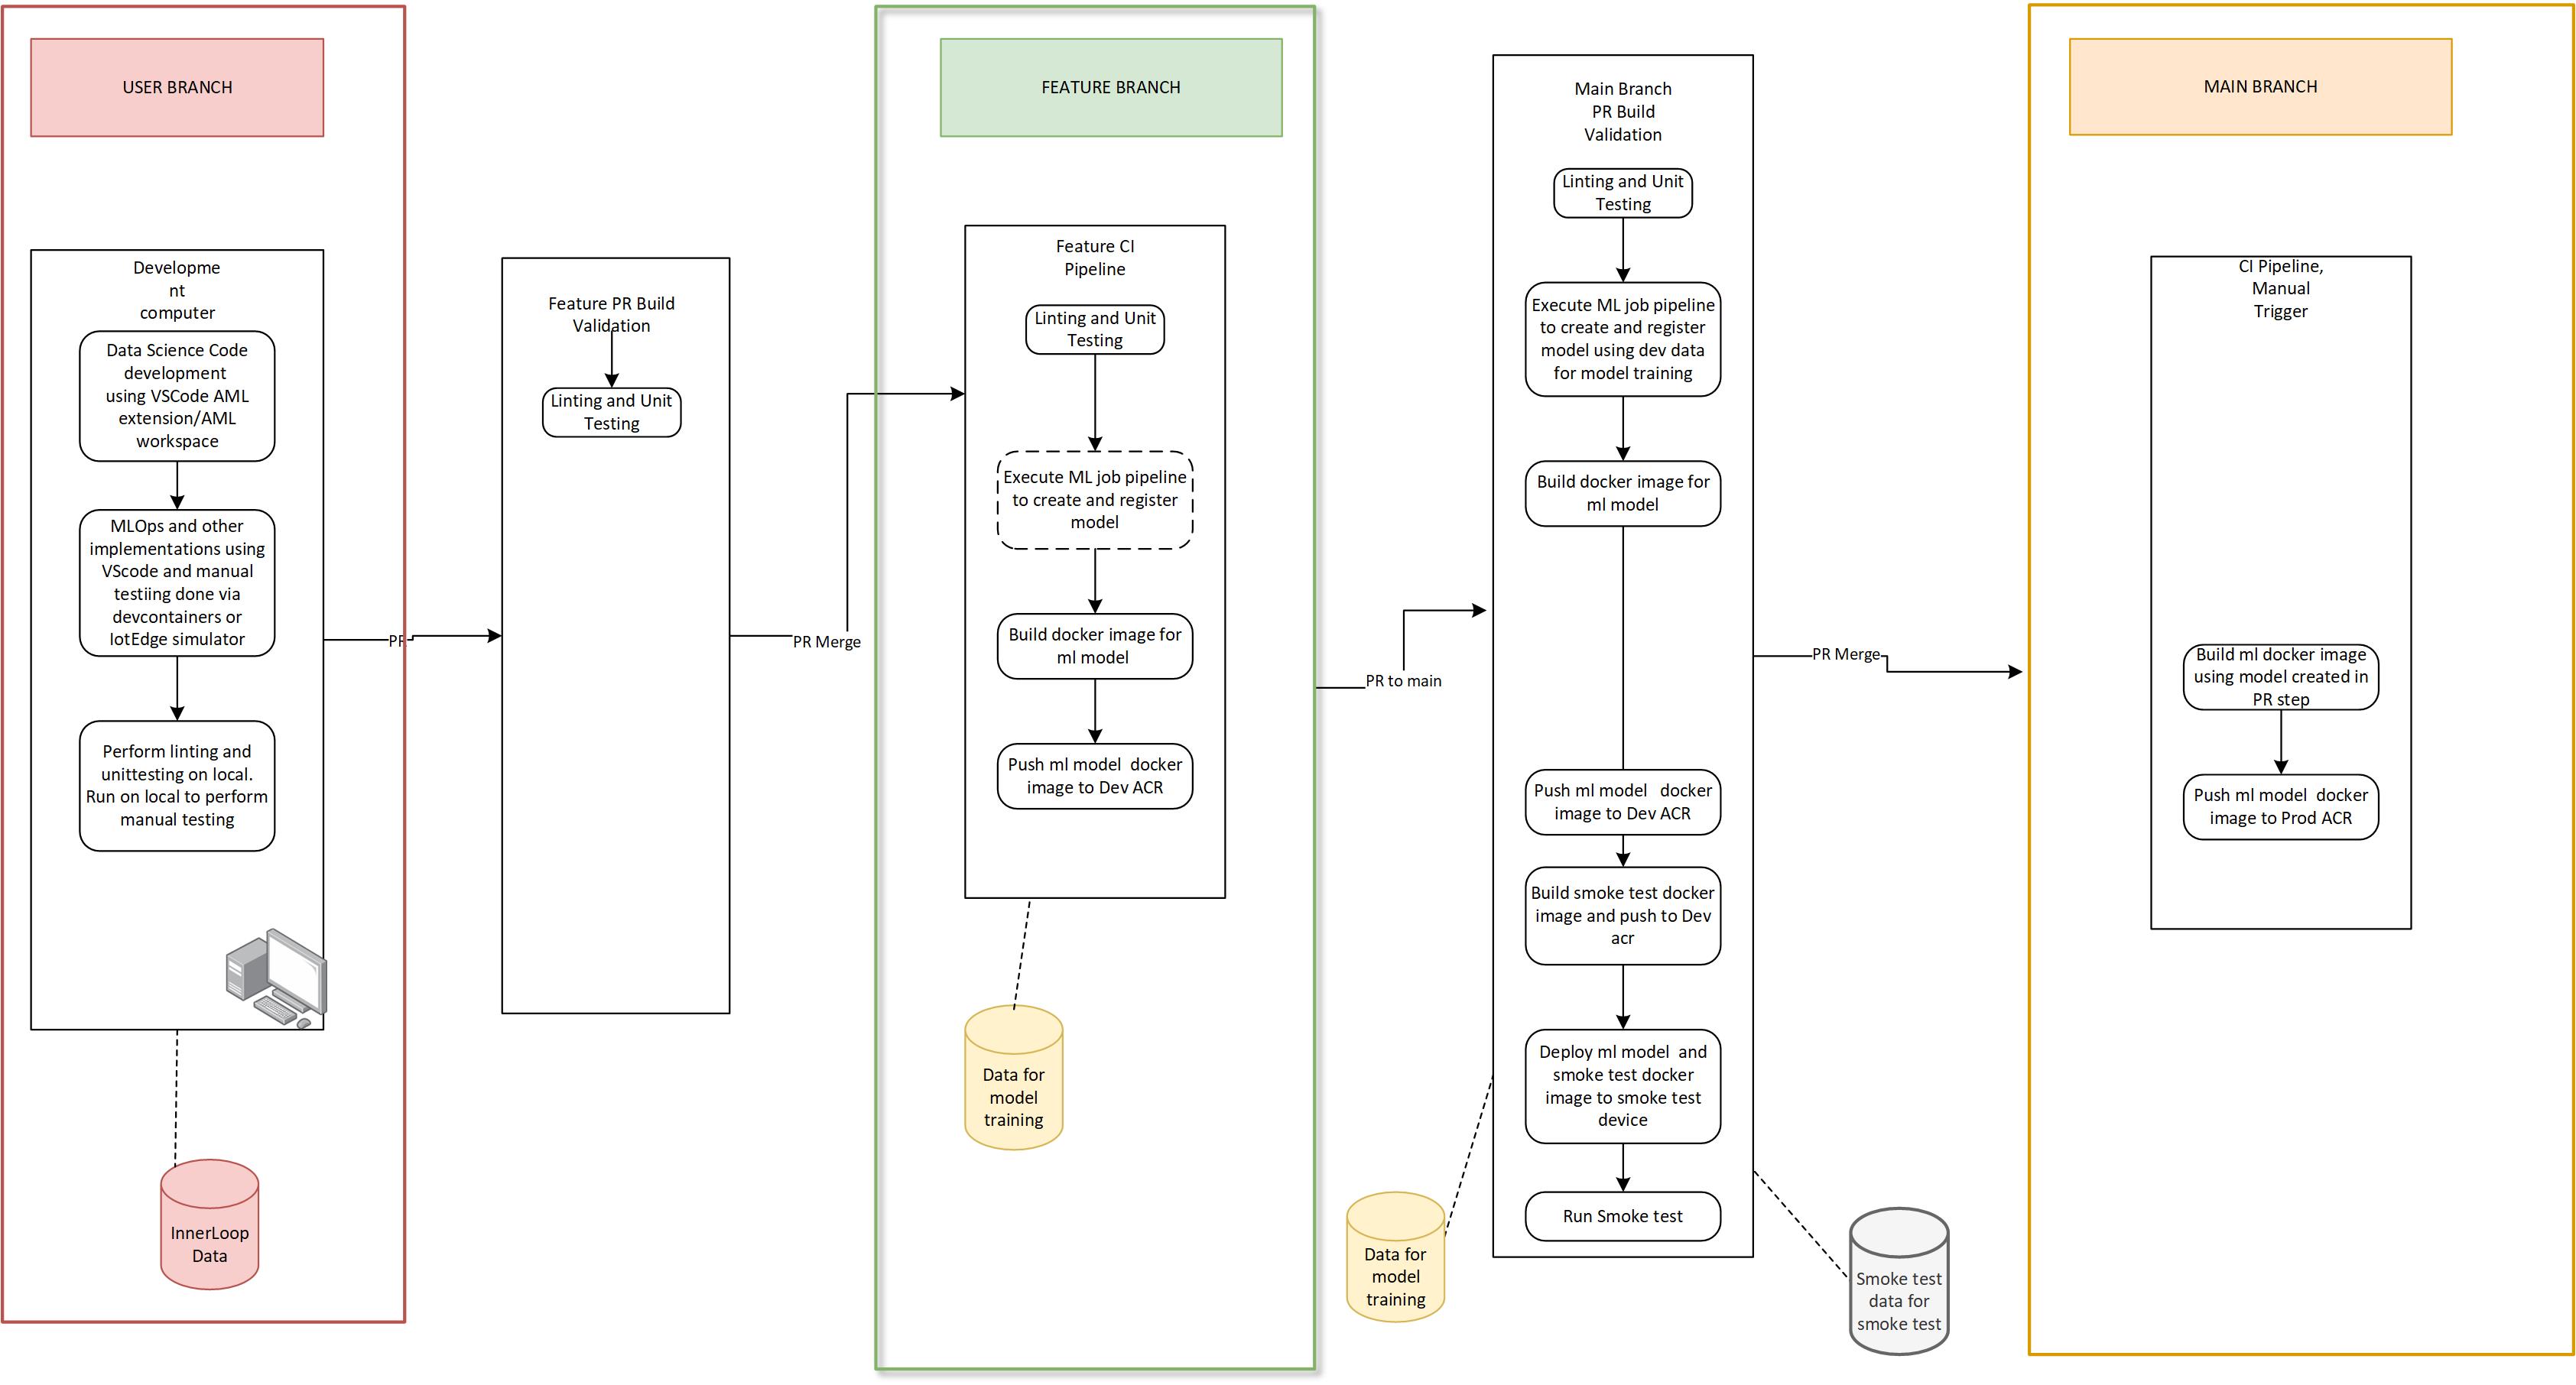 USER BRANCH
Developme
nt
computer
Data Science Code
development
using VSCode AML
extension/AML
workspace
MLOps and other
implementations using
VScode and manual
testiing done via
devcontainers or
IotEdge simulator
Perform linting and
unittesting on local.
Run on local to perform
manual testing
InnerLoop
Data
PR
Feature PR Build
Validation
Linting and Unit
Testing
PR Merge
FEATURE BRANCH
Feature CI
Pipeline
Linting and Unit
Testing
Execute ML job pipeline
to create and register
model
Build docker image for
ml model
Push ml model  docker
image to Dev ACR
Data for
model
training
PR to main
Main Branch
PR Build
Validation
Linting and Unit
Testing
Execute ML job pipeline
to create and register
model using dev data
for model training
Build docker image for
ml model
Push ml model   docker
image to Dev ACR
Build smoke test docker
image and push to Dev
acr
Deploy ml model  and
smoke test docker
image to smoke test
device
Run Smoke test
Data for
model
training
Smoke test
data for
smoke test
PR Merge
MAIN BRANCH
CI Pipeline,
Manual
Trigger
Build ml docker image
using model created in
PR step
Push ml model  docker
image to Prod ACR